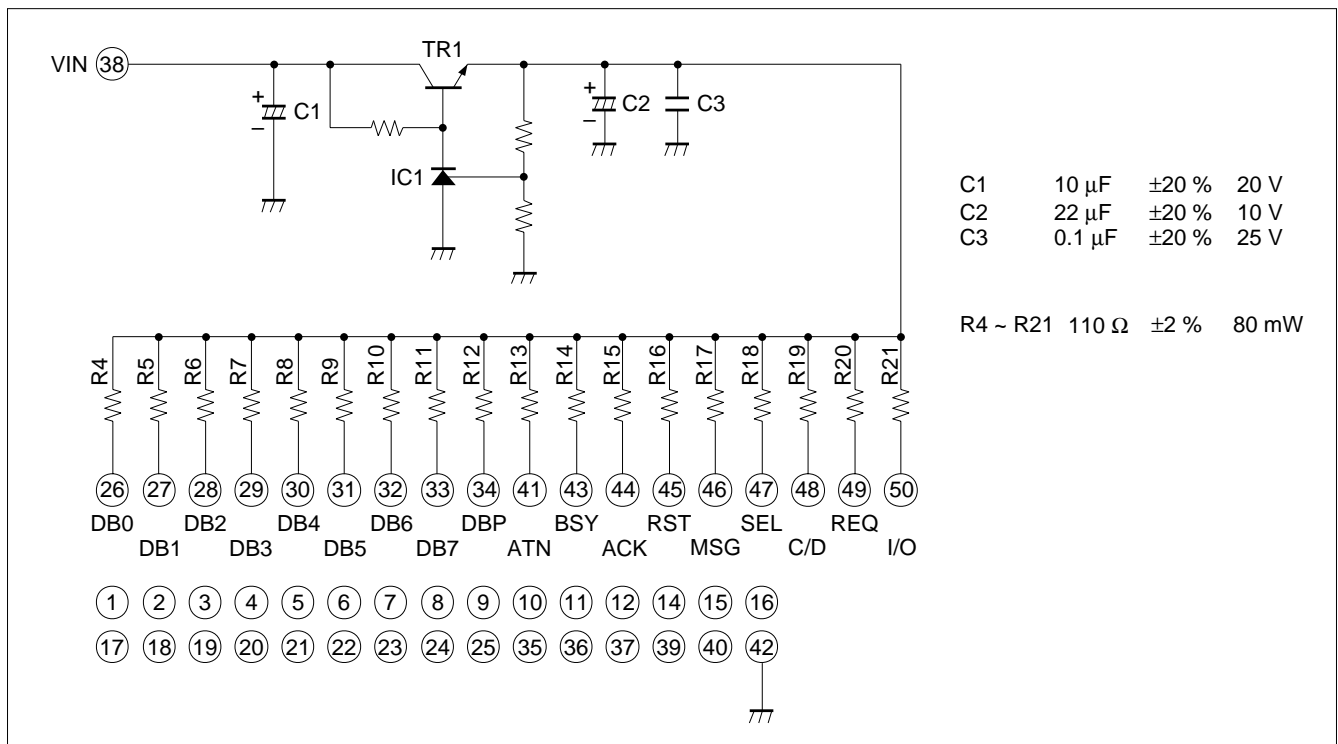 VIN 38
TR1
+ C1 –
+ C2 –
C3
IC1
C1 10 μF ±20 % 20 V
C2 22 μF ±20 % 10 V
C3 0.1 μF ±20 % 25 V
R4 ~ R21 110 Ω ±2 % 80 mW
R4 R5 R6 R7 R8 R9 R10 R11 R12 R13 R14 R15 R16 R17 R18 R19 R20 R21
26 27 28 29 30 31 32 33 34 41 43 44 45 46 47 48 49 50
DB0 DB2 DB4 DB6 DBP BSY RST SEL REQ
DB1 DB3 DB5 DB7 ATN ACK MSG C/D I/O
1 2 3 4 5 6 7 8 9 10 11 12 14 15 16
17 18 19 20 21 22 23 24 25 35 36 37 39 40 42